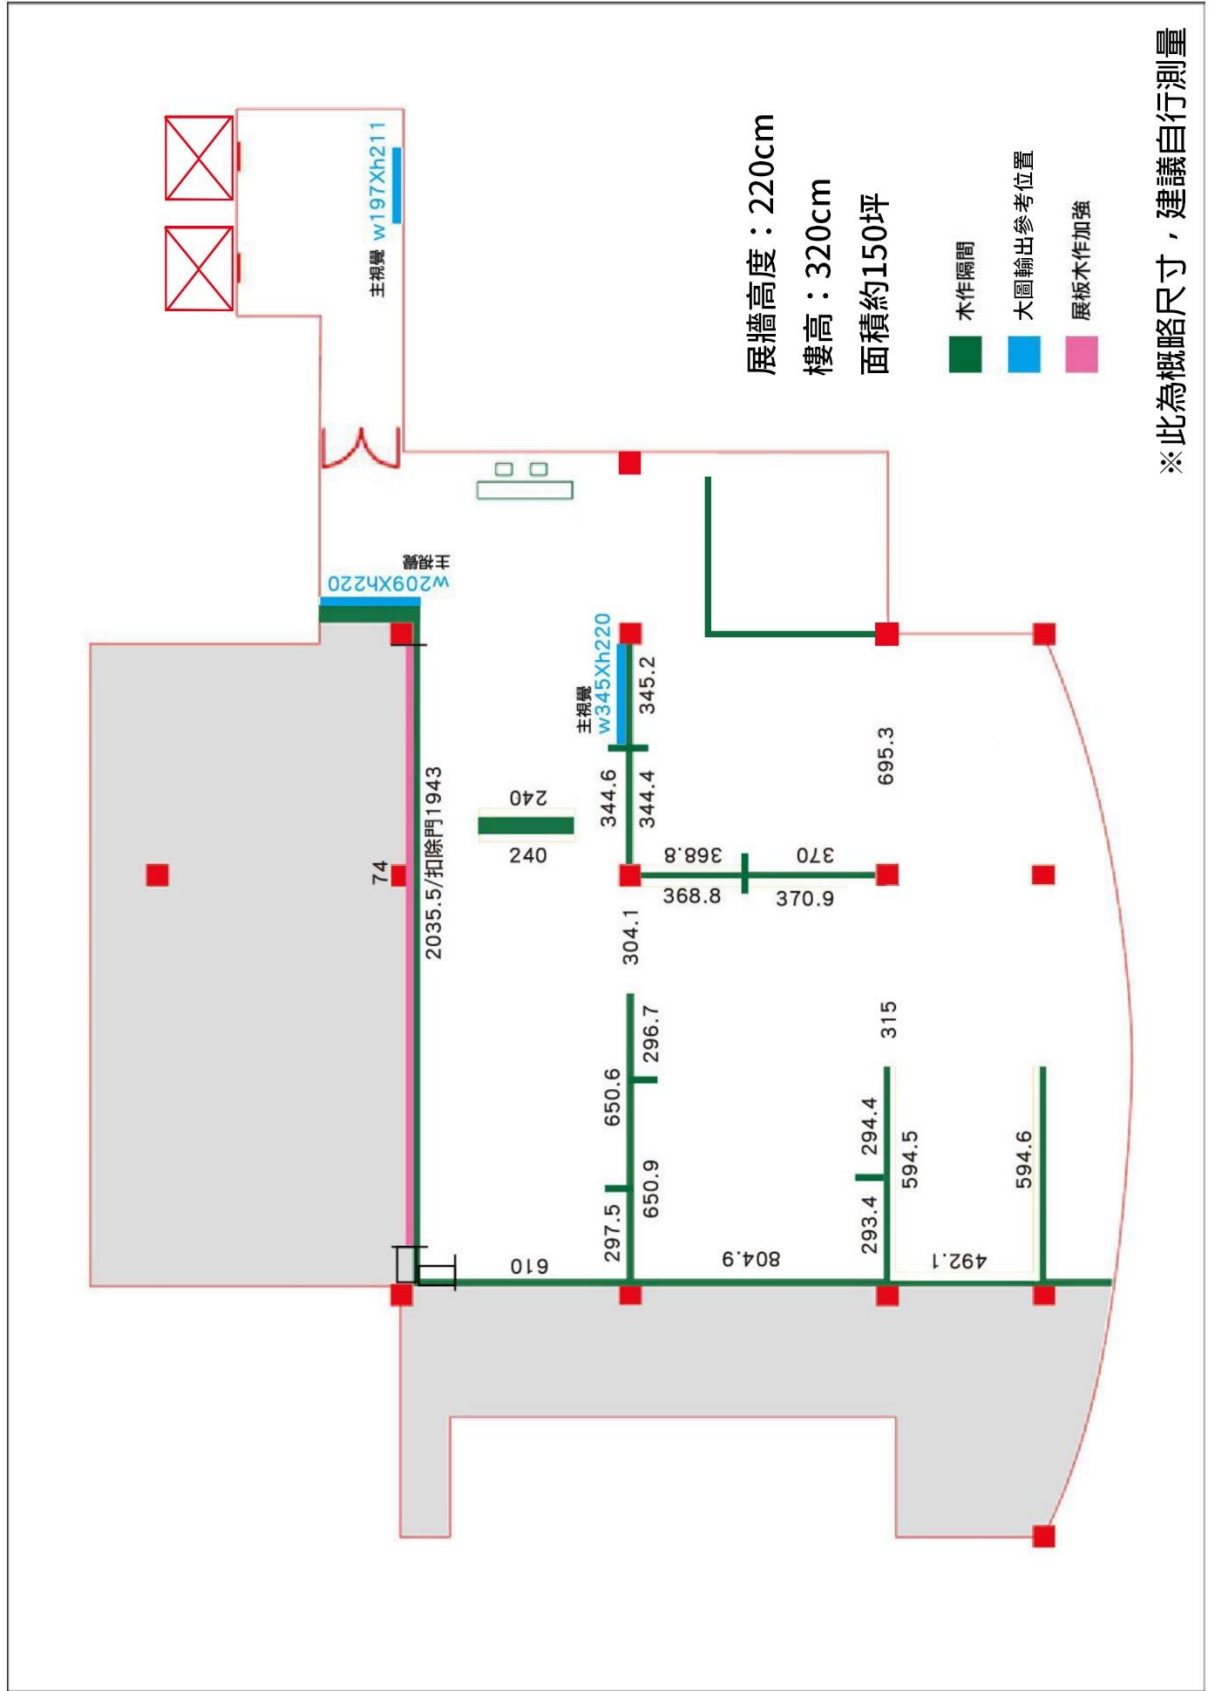 主視覺 w197Xh211
主視覺
w209Xh220
主視覺
w345Xh220
展牆高度：220cm
樓高：320cm
面積約150坪
木作隔間
大圖輸出參考位置
展板木作加強
※此為概略尺寸，建議自行測量
74
2035.5/扣除門1943
240
240
344.6
345.2
344.4
368.8
370
368.8
370.9
304.1
296.7
650.6
650.9
297.5
610
804.9
492.1
695.3
315
294.4
293.4
594.5
594.6